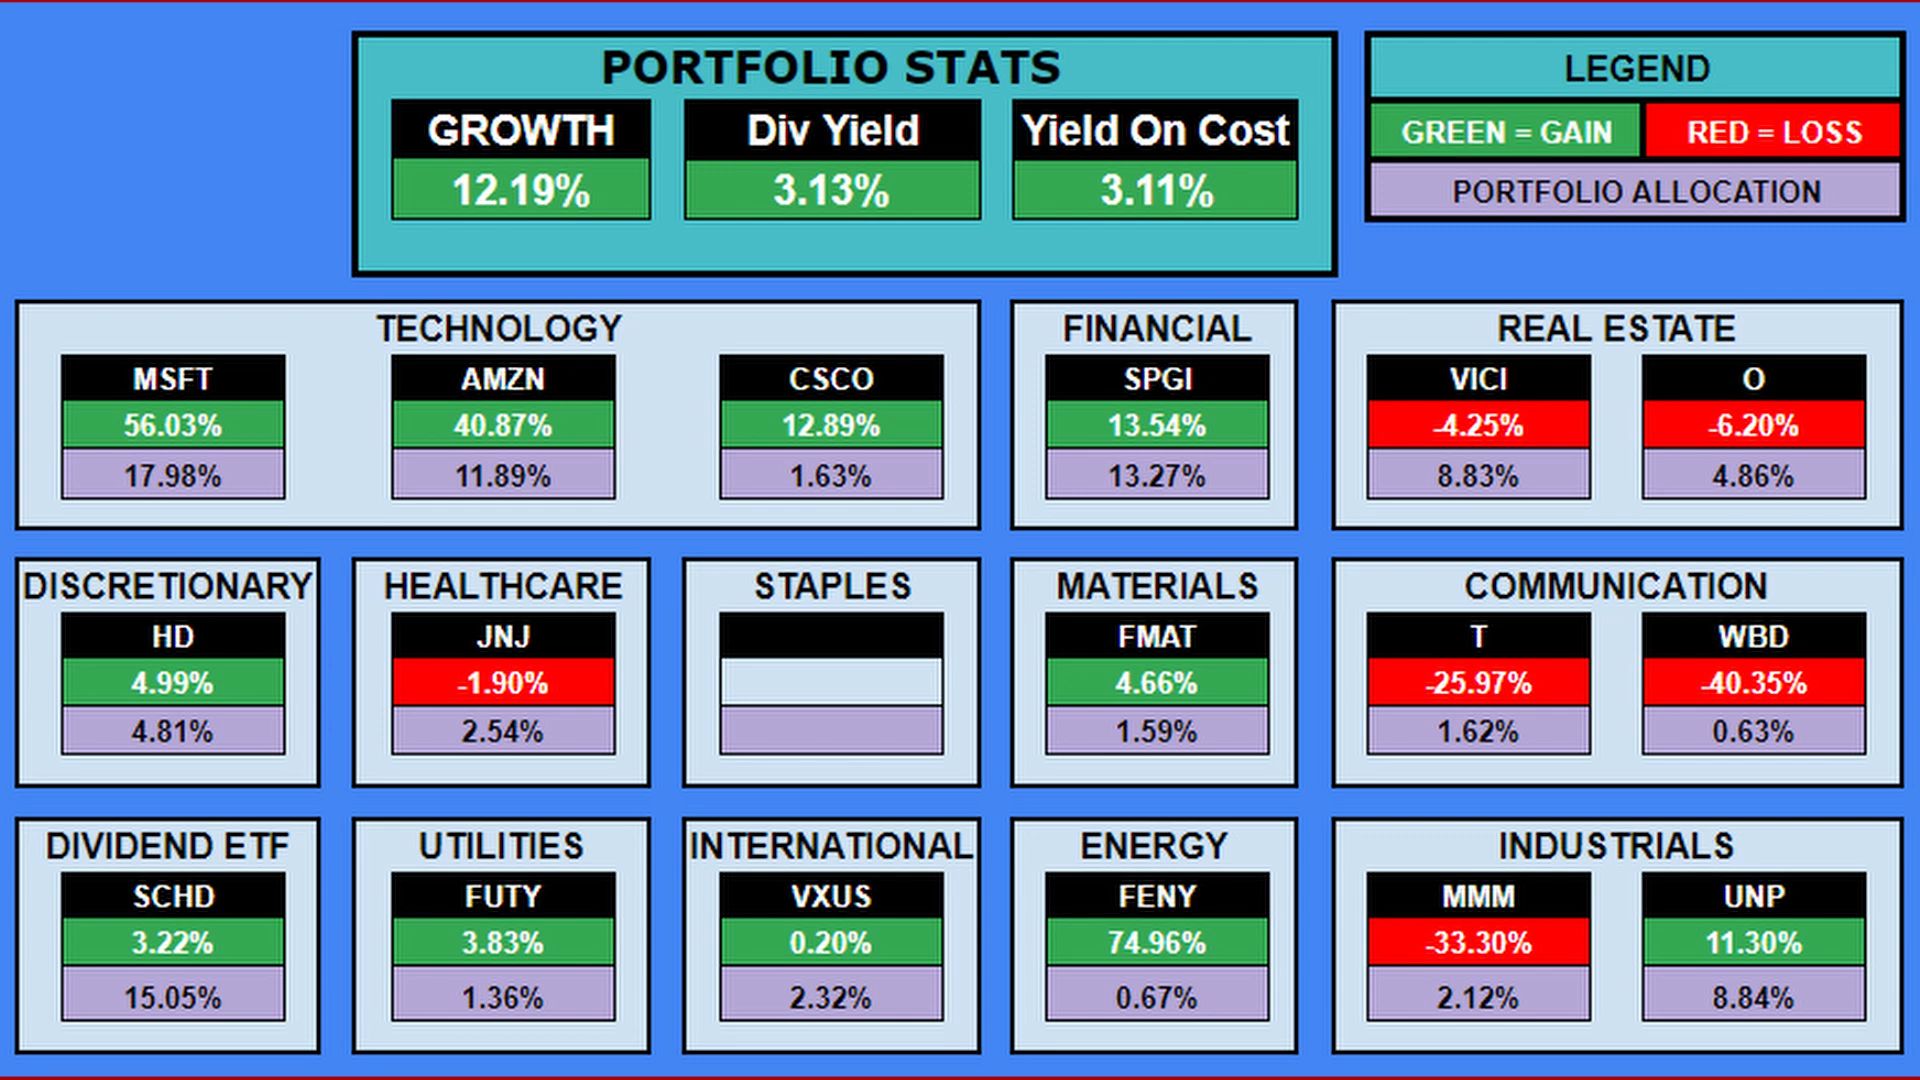 PORTFOLIO STATS
GROWTH Div Yield Yield On Cost
12.19% 3.13% 3.11%
LEGEND
GREEN = GAIN RED = LOSS
PORTFOLIO ALLOCATION
TECHNOLOGY
MSFT AMZN CSCO
56.03% 40.87% 12.89%
17.98% 11.89% 1.63%
FINANCIAL
SPGI
13.54%
13.27%
REAL ESTATE
VICI O
-4.25% -6.20%
8.83% 4.86%
DISCRETIONARY
HD
4.99%
4.81%
HEALTHCARE
JNJ
-1.90%
2.54%
STAPLES
MATERIALS
FMAT
4.66%
1.59%
COMMUNICATION
T WBD
-25.97% -40.35%
1.62% 0.63%
DIVIDEND ETF
SCHD
3.22%
15.05%
UTILITIES
FUTY
3.83%
1.36%
INTERNATIONAL
VXUS
0.20%
2.32%
ENERGY
FENY
74.96%
0.67%
INDUSTRIALS
MMM UNP
-33.30% 11.30%
2.12% 8.84%